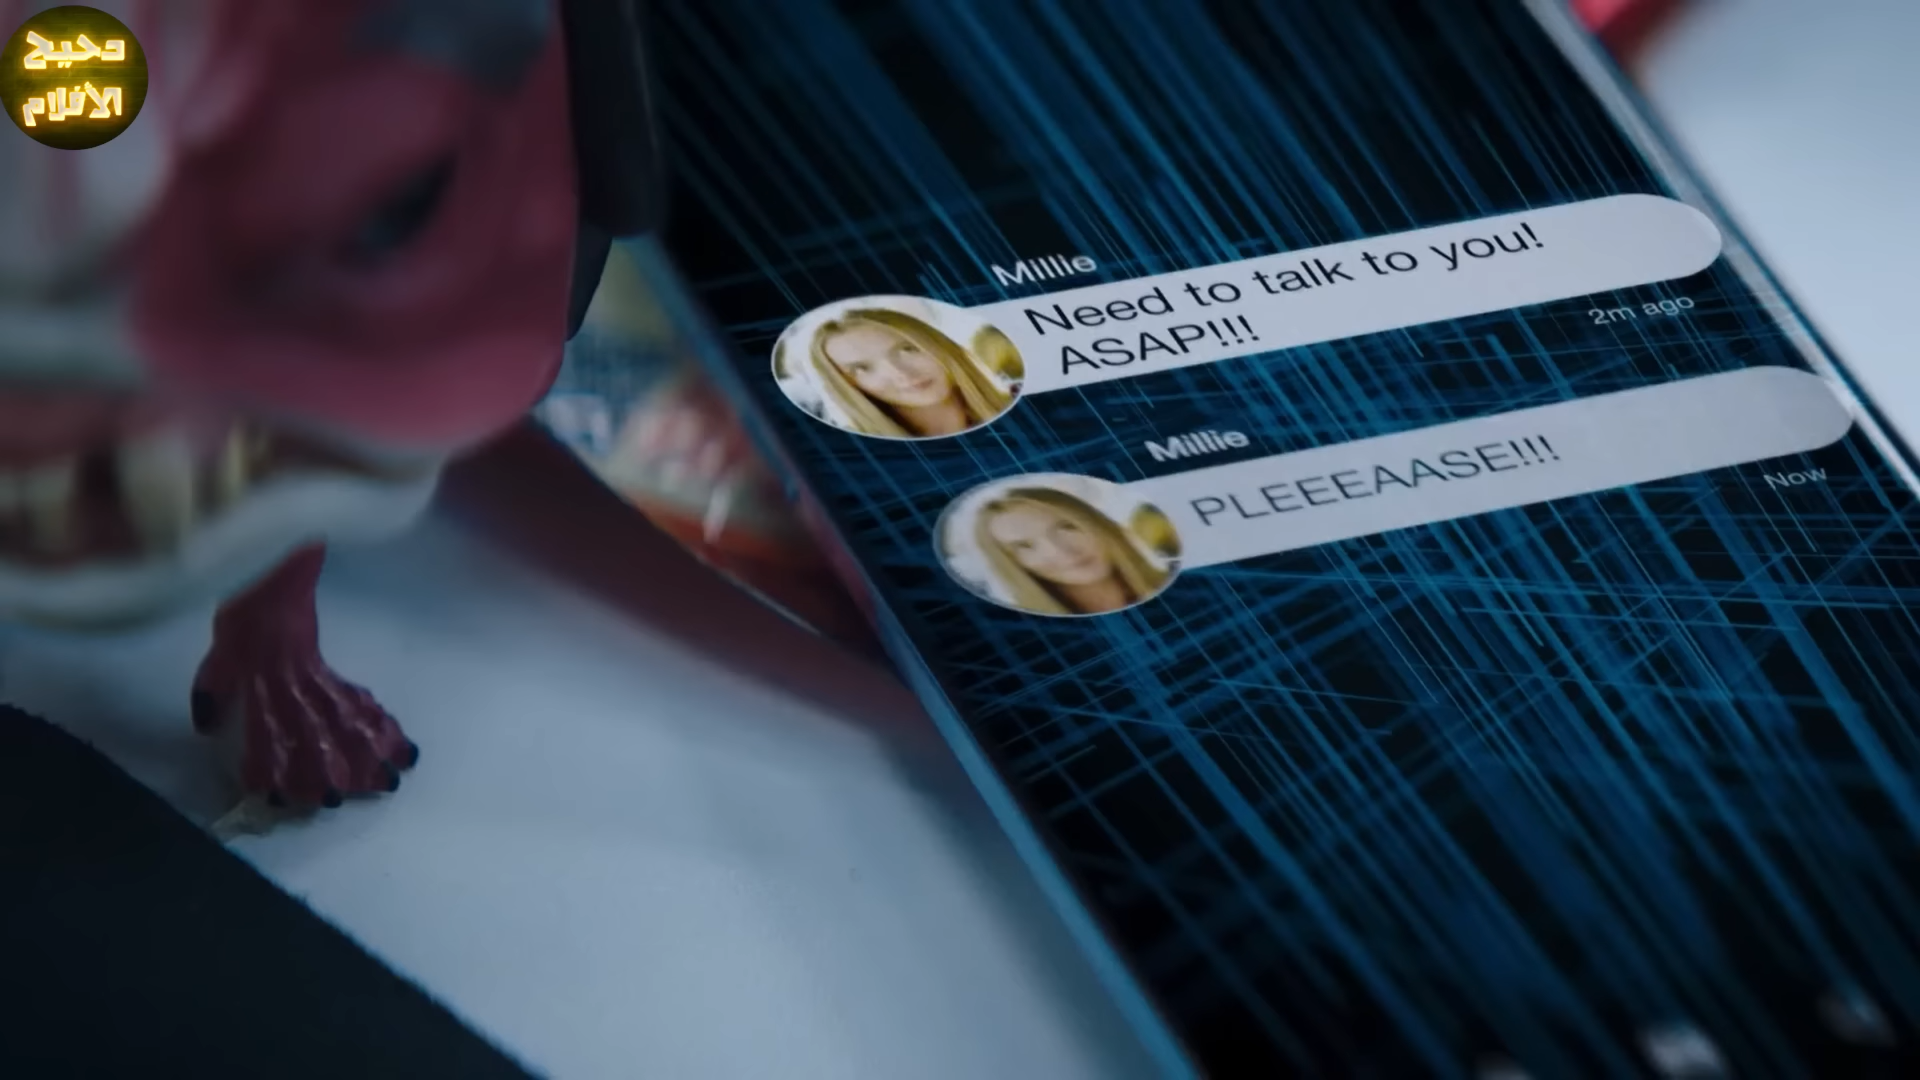 دحيح
الأفلام
Millie
Need to talk to you!
ASAP!!!
2m ago
Millie
PLEEEAASE!!!
Now